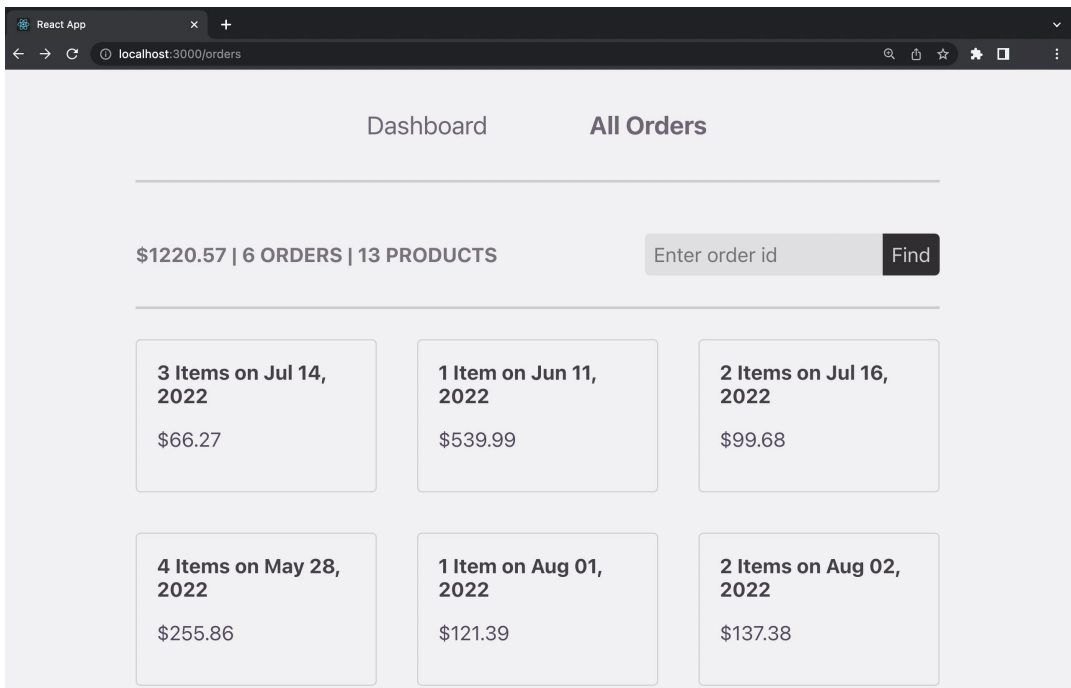 React App
localhost:3000/orders
Dashboard
All Orders
$1220.57 | 6 ORDERS | 13 PRODUCTS
Enter order id
Find
3 Items on Jul 14,
2022
$66.27
1 Item on Jun 11,
2022
$539.99
2 Items on Jul 16,
2022
$99.68
4 Items on May 28,
2022
$255.86
1 Item on Aug 01,
2022
$121.39
2 Items on Aug 02,
2022
$137.38